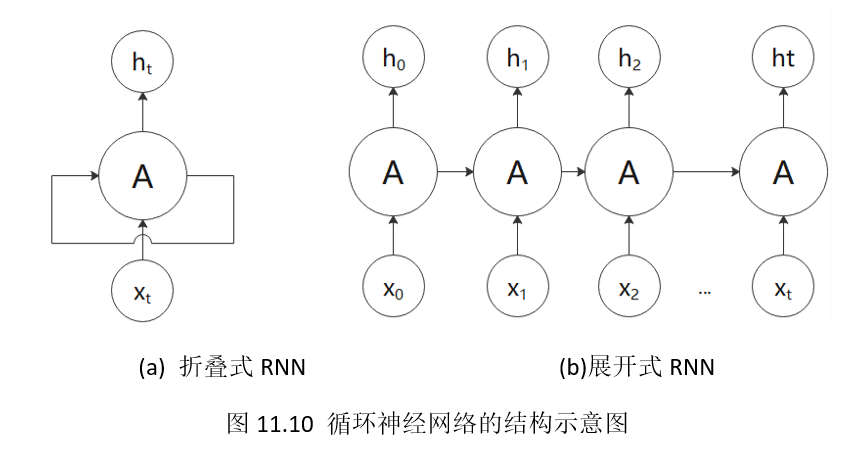 hₜ h₀ h₁ h₂ ht
A A A A A
xₜ x₀ x₁ x₂ ... xₜ
(a) 折叠式 RNN (b)展开式 RNN
图 11.10 循环神经网络的结构示意图